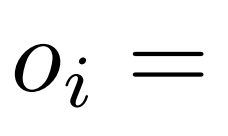 o_i =